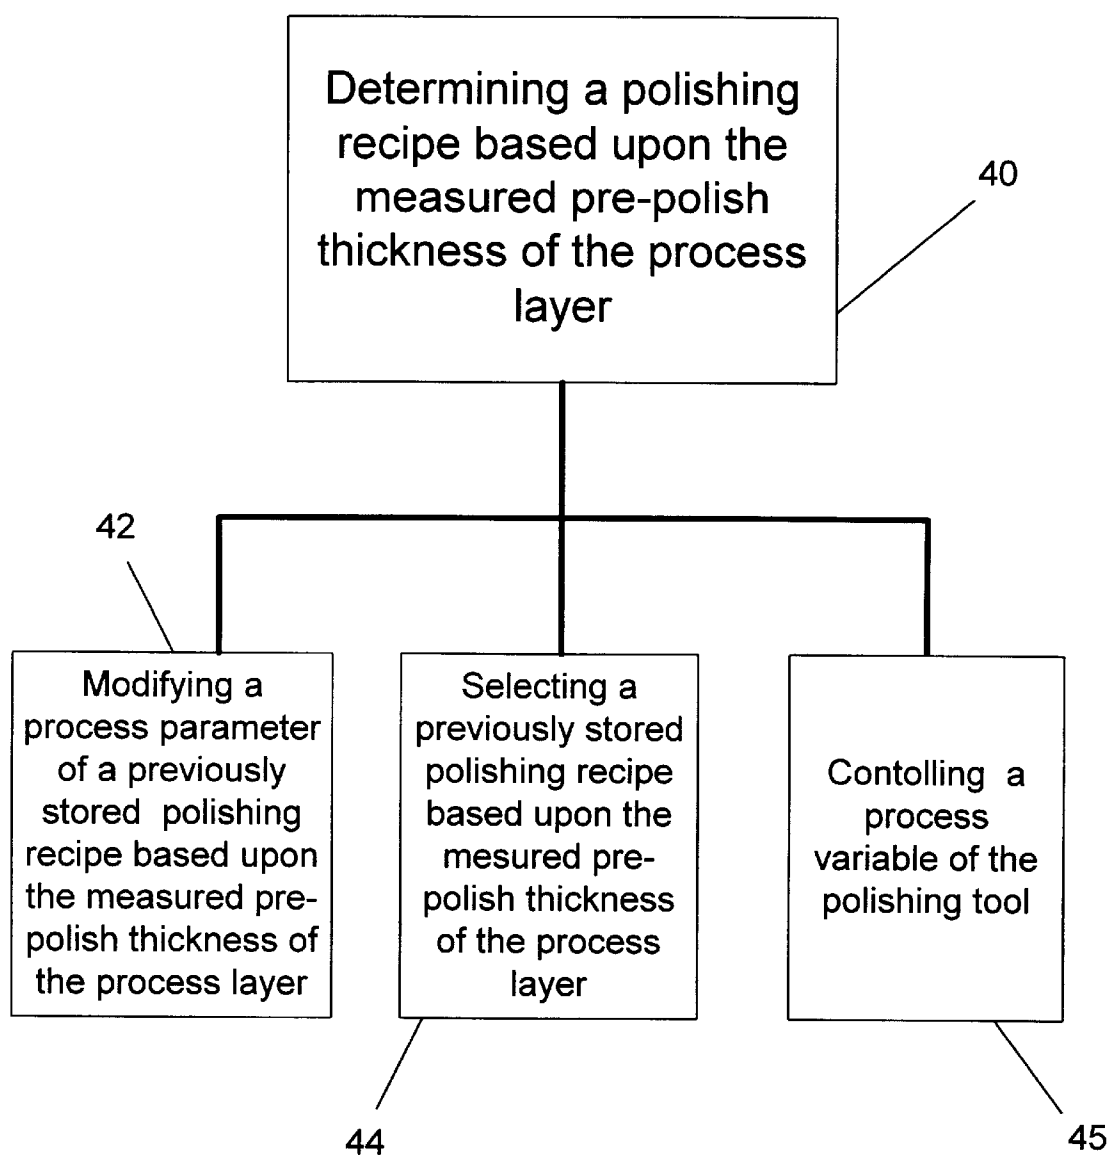 Determining a polishing
recipe based upon the
measured pre-polish
thickness of the process
layer
40
42
Modifying a
process parameter
of a previously
stored polishing
recipe based upon
the measured pre-
polish thickness of
the process layer
Selecting a
previously stored
polishing recipe
based upon the
mesured pre-
polish thickness
of the process
layer
Contolling a
process
variable of the
polishing tool
44
45